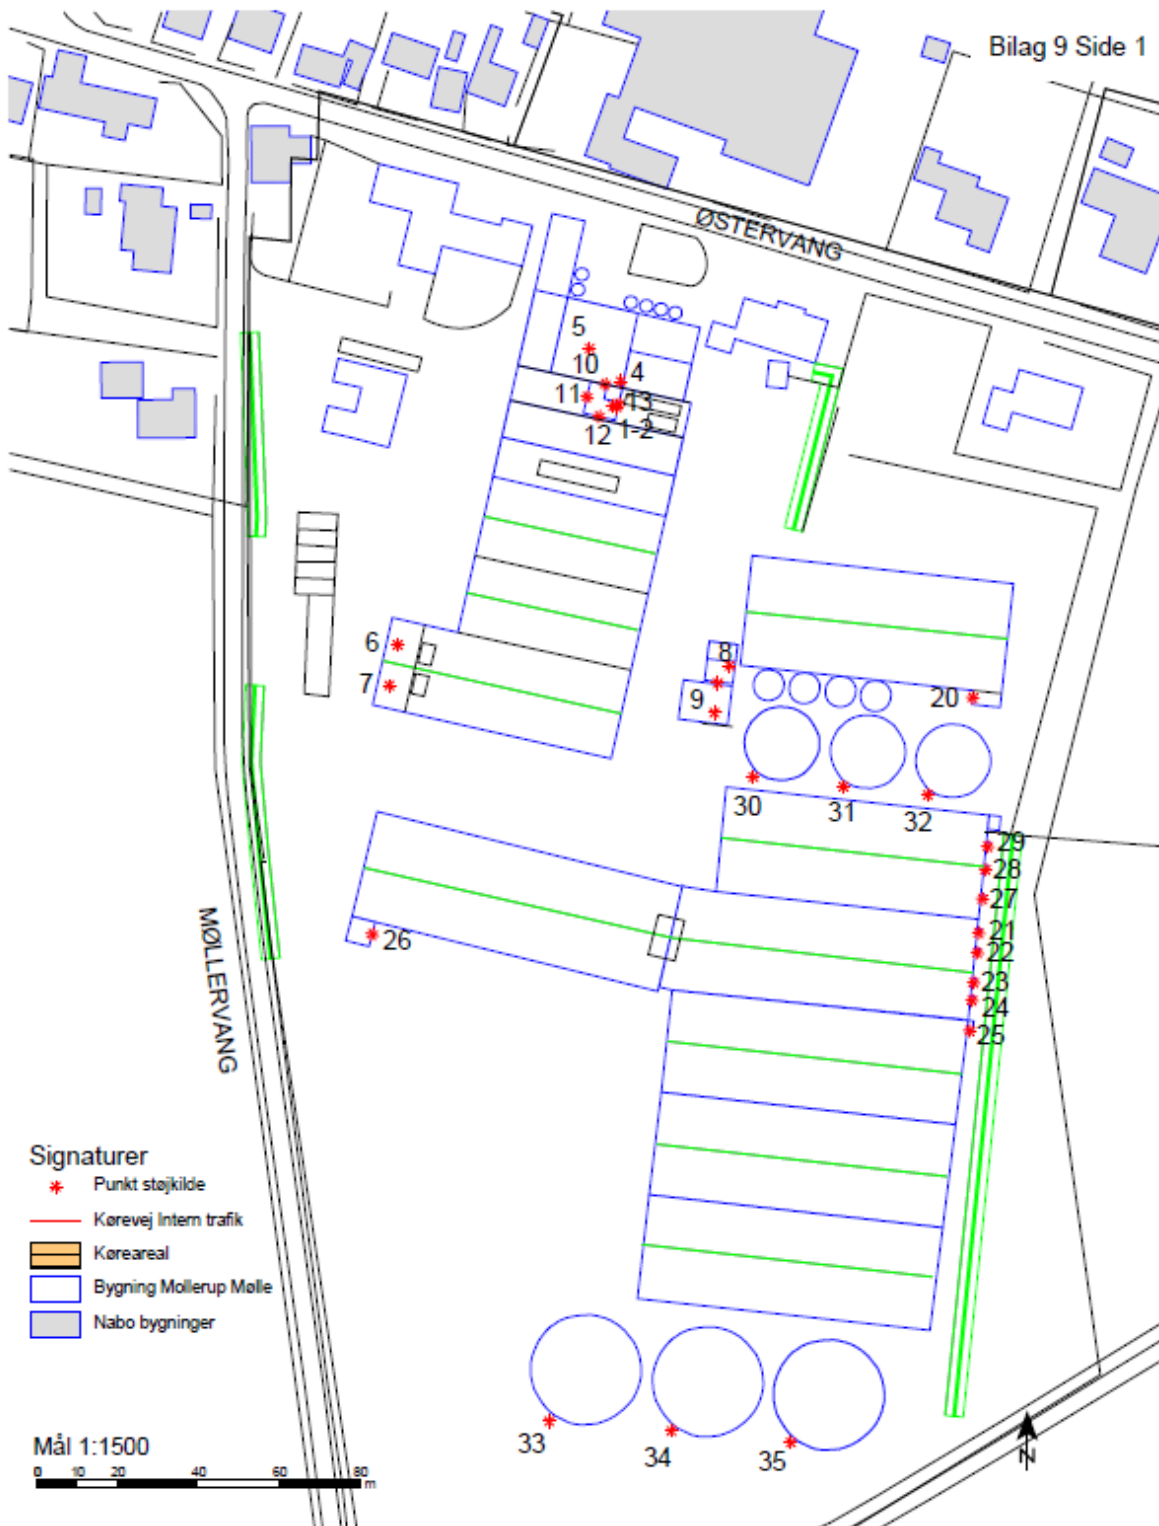 Bilag 9 Side 1
ØSTERVANG
5
10
4
11
13
12
1-2
6
7
8
9
20
30
31
32
29
28
27
21
22
23
24
25
26
MØLLERVANG
Signaturer
Punkt støjkilde
Kørevej Intern trafik
Køreareal
Bygning Mollerup Mølle
Nabo bygninger
33
34
35
N
Mål 1:1500
0 10 20 40 60 80
m